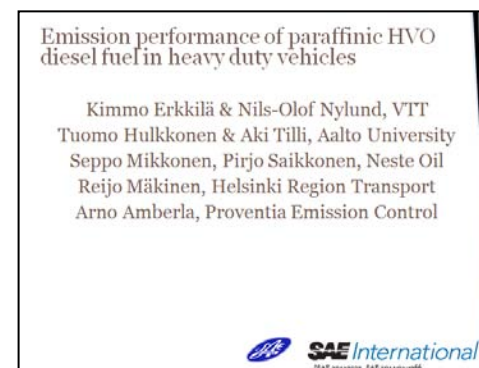 Emission performance of paraffinic HVO
diesel fuel in heavy duty vehicles
Kimmo Erkkilä & Nils-Olof Nylund, VTT
Tuomo Hulkkonen & Aki Tilli, Aalto University
Seppo Mikkonen, Pirjo Saikkonen, Neste Oil
Reijo Mäkinen, Helsinki Region Transport
Arno Amberla, Proventia Emission Control
SAE International